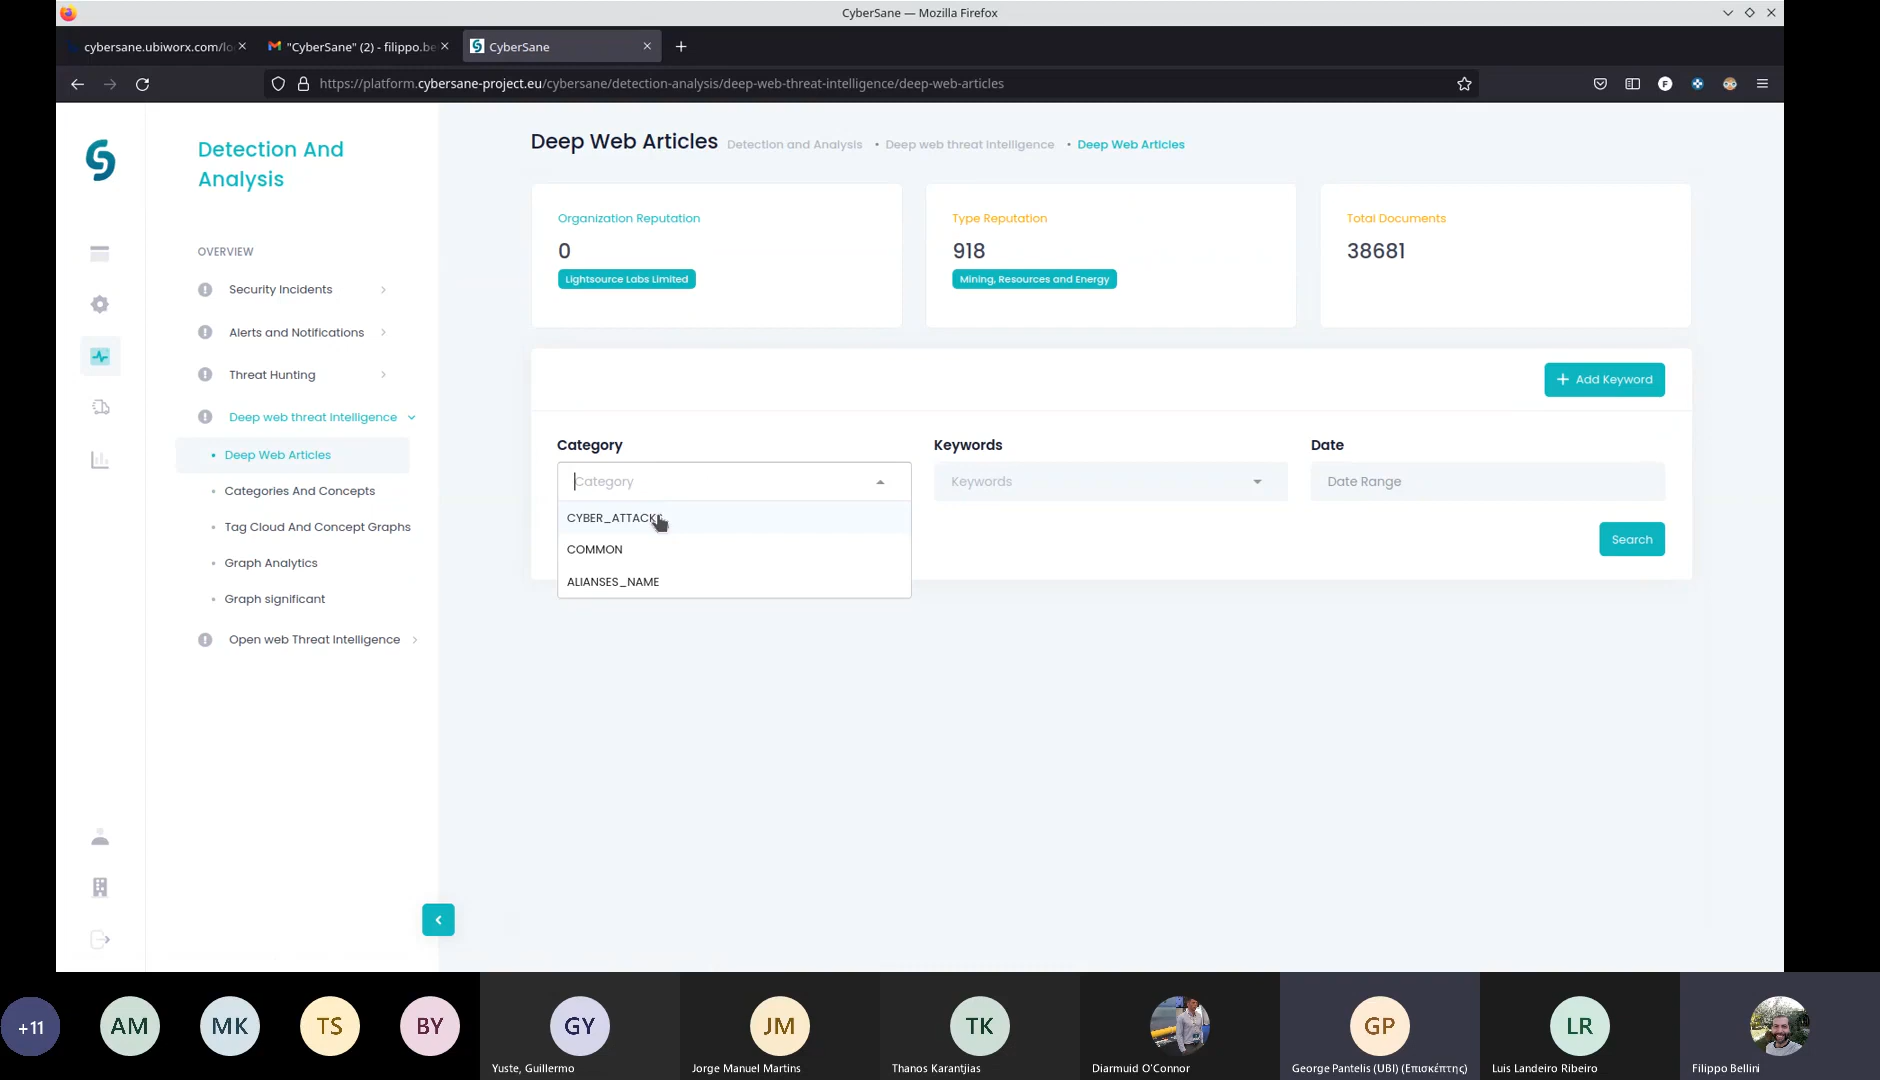 CyberSane — Mozilla Firefox
cybersane.ubiworx.com/lo
"CyberSane" (2) - filippo.be
CyberSane
https://platform.cybersane-project.eu/cybersane/detection-analysis/deep-web-threat-intelligence/deep-web-articles
Detection And
Analysis
OVERVIEW
Security Incidents
Alerts and Notifications
Threat Hunting
Deep web threat Intelligence
Deep Web Articles
Categories And Concepts
Tag Cloud And Concept Graphs
Graph Analytics
Graph significant
Open web Threat Intelligence
Deep Web Articles Detection and Analysis • Deep web threat Intelligence • Deep Web Articles
Organization Reputation
0
Lightsource Labs Limited
Type Reputation
918
Mining, Resources and Energy
Total Documents
38681
+ Add Keyword
Category
Keywords
Date
Category
Keywords
Date Range
CYBER_ATTACK
COMMON
ALIANSES_NAME
Search
+11
AM
MK
TS
BY
GY
Yuste, Guillermo
JM
Jorge Manuel Martins
TK
Thanos Karantjias
Diarmuid O'Connor
GP
George Pantelis (UBI) (Επισκέπτης)
LR
Luis Landeiro Ribeiro
Filippo Bellini